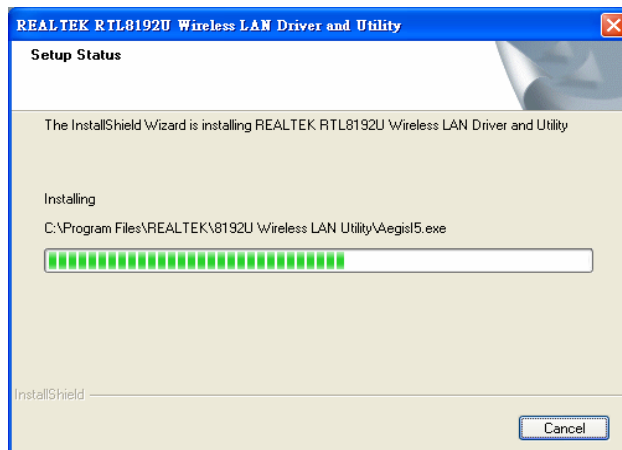 REALTEK RTL8192U Wireless LAN Driver and Utility
Setup Status
The InstallShield Wizard is installing REALTEK RTL8192U Wireless LAN Driver and Utility
Installing
C:\Program Files\REALTEK\8192U Wireless LAN Utility\AegisI5.exe
InstallShield
Cancel